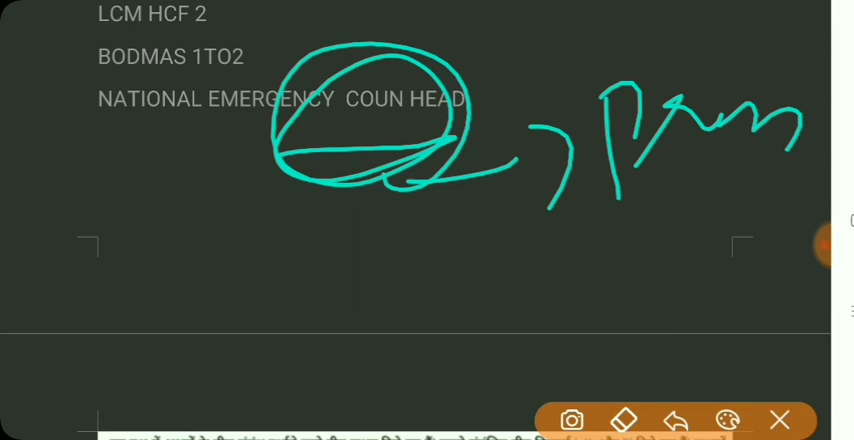 LCM HCF 2
BODMAS 1TO2
NATIONAL EMERGENCY COUN HEAD